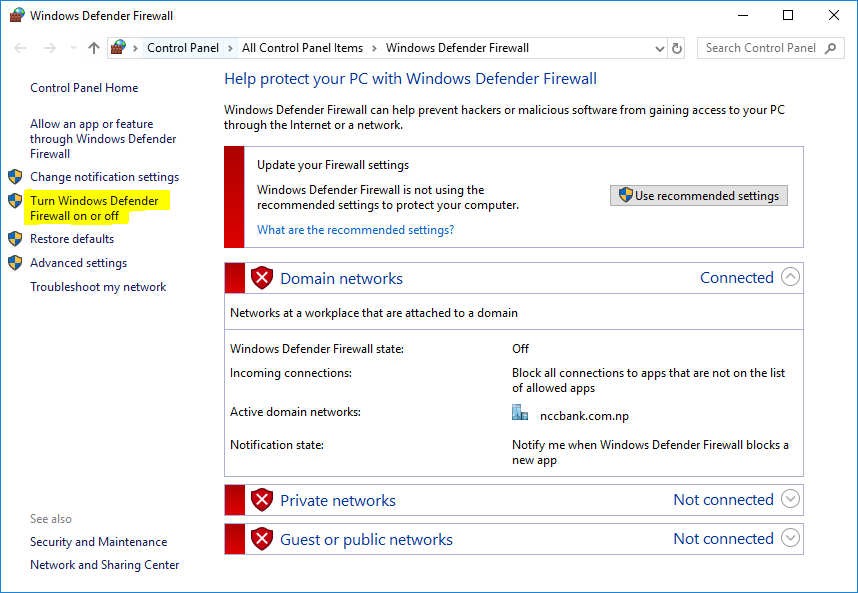 Windows Defender Firewall
Control Panel > All Control Panel Items > Windows Defender Firewall
Search Control Panel
Control Panel Home
Allow an app or feature
through Windows Defender
Firewall
Change notification settings
Turn Windows Defender
Firewall on or off
Restore defaults
Advanced settings
Troubleshoot my network
See also
Security and Maintenance
Network and Sharing Center
Help protect your PC with Windows Defender Firewall
Windows Defender Firewall can help prevent hackers or malicious software from gaining access to your PC
through the Internet or a network.
Update your Firewall settings
Windows Defender Firewall is not using the
recommended settings to protect your computer.
Use recommended settings
What are the recommended settings?
Domain networks Connected
Networks at a workplace that are attached to a domain
Windows Defender Firewall state: Off
Incoming connections: Block all connections to apps that are not on the list
of allowed apps
Active domain networks: nccbank.com.np
Notification state: Notify me when Windows Defender Firewall blocks a
new app
Private networks Not connected
Guest or public networks Not connected